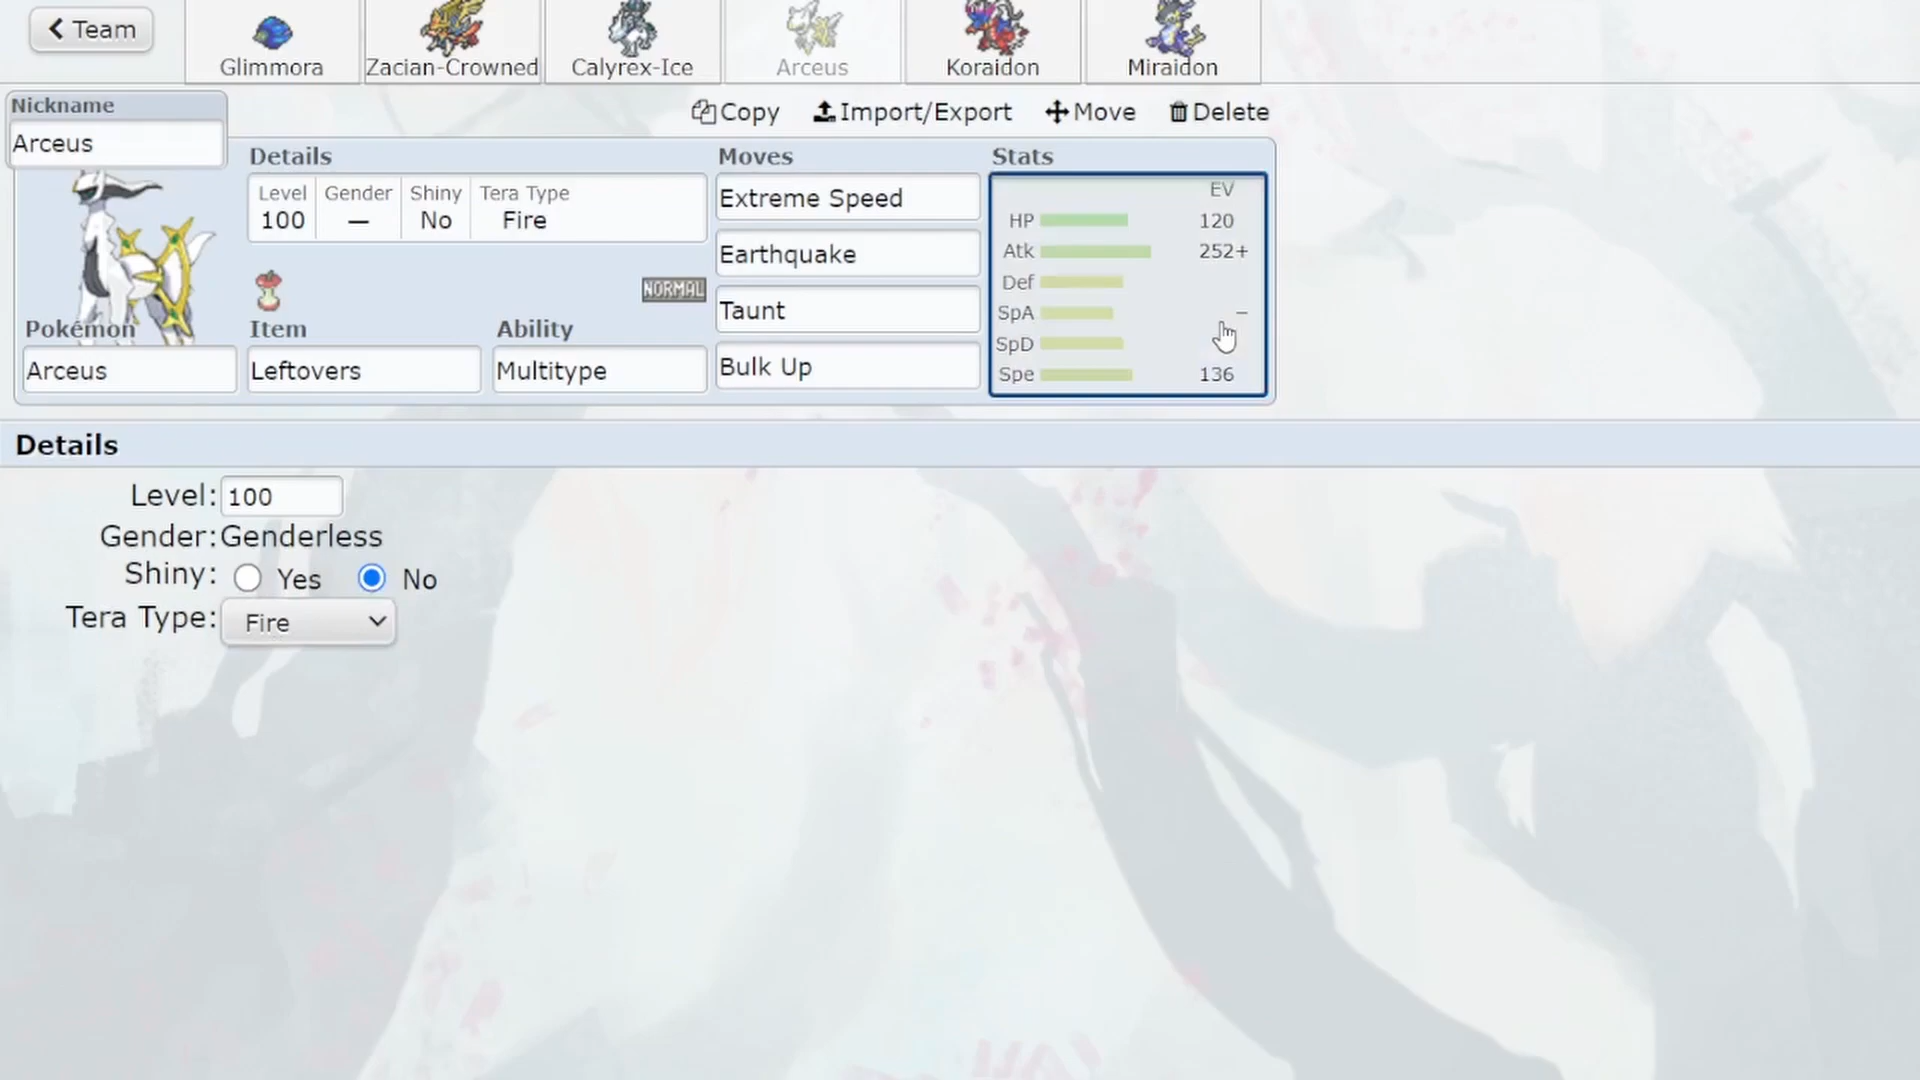 Team
Glimmora
Zacian-Crowned
Calyrex-Ice
Arceus
Koraidon
Miraidon
Nickname
Arceus
Copy
Import/Export
Move
Delete
Details
Level
100
Gender
—
Shiny
No
Tera Type
Fire
NORMAL
Pokémon
Arceus
Item
Leftovers
Ability
Multitype
Moves
Extreme Speed
Earthquake
Taunt
Bulk Up
Stats
EV
HP 120
Atk 252+
Def
SpA −
SpD
Spe 136
Details
Level: 100
Gender: Genderless
Shiny: Yes No
Tera Type: Fire